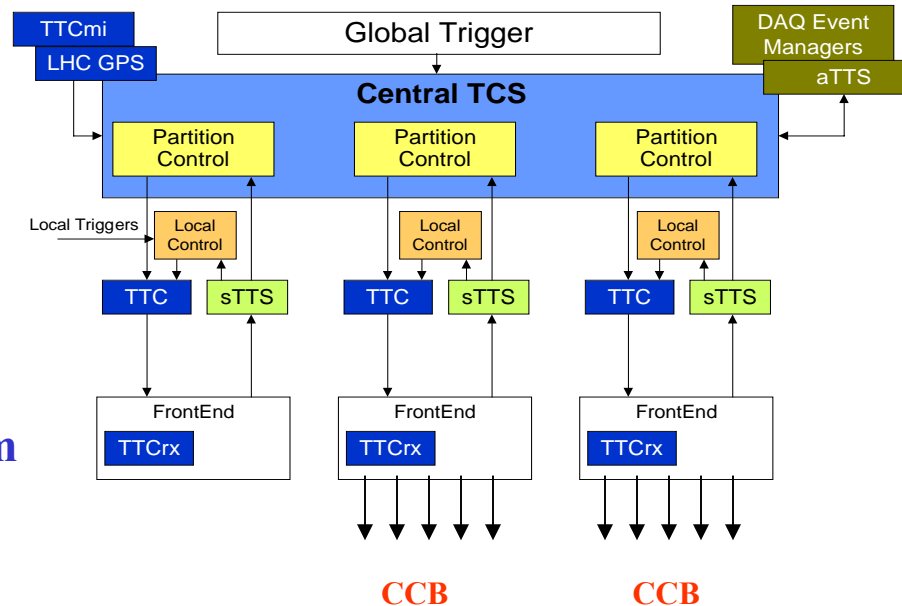 TTCmi
LHC GPS
Global Trigger
DAQ Event
Managers
aTTS
Central TCS
Partition
Control
Partition
Control
Partition
Control
Local Triggers
Local
Control
Local
Control
Local
Control
TTC
sTTS
TTC
sTTS
TTC
sTTS
FrontEnd
TTCrx
FrontEnd
TTCrx
FrontEnd
TTCrx
CCB
CCB